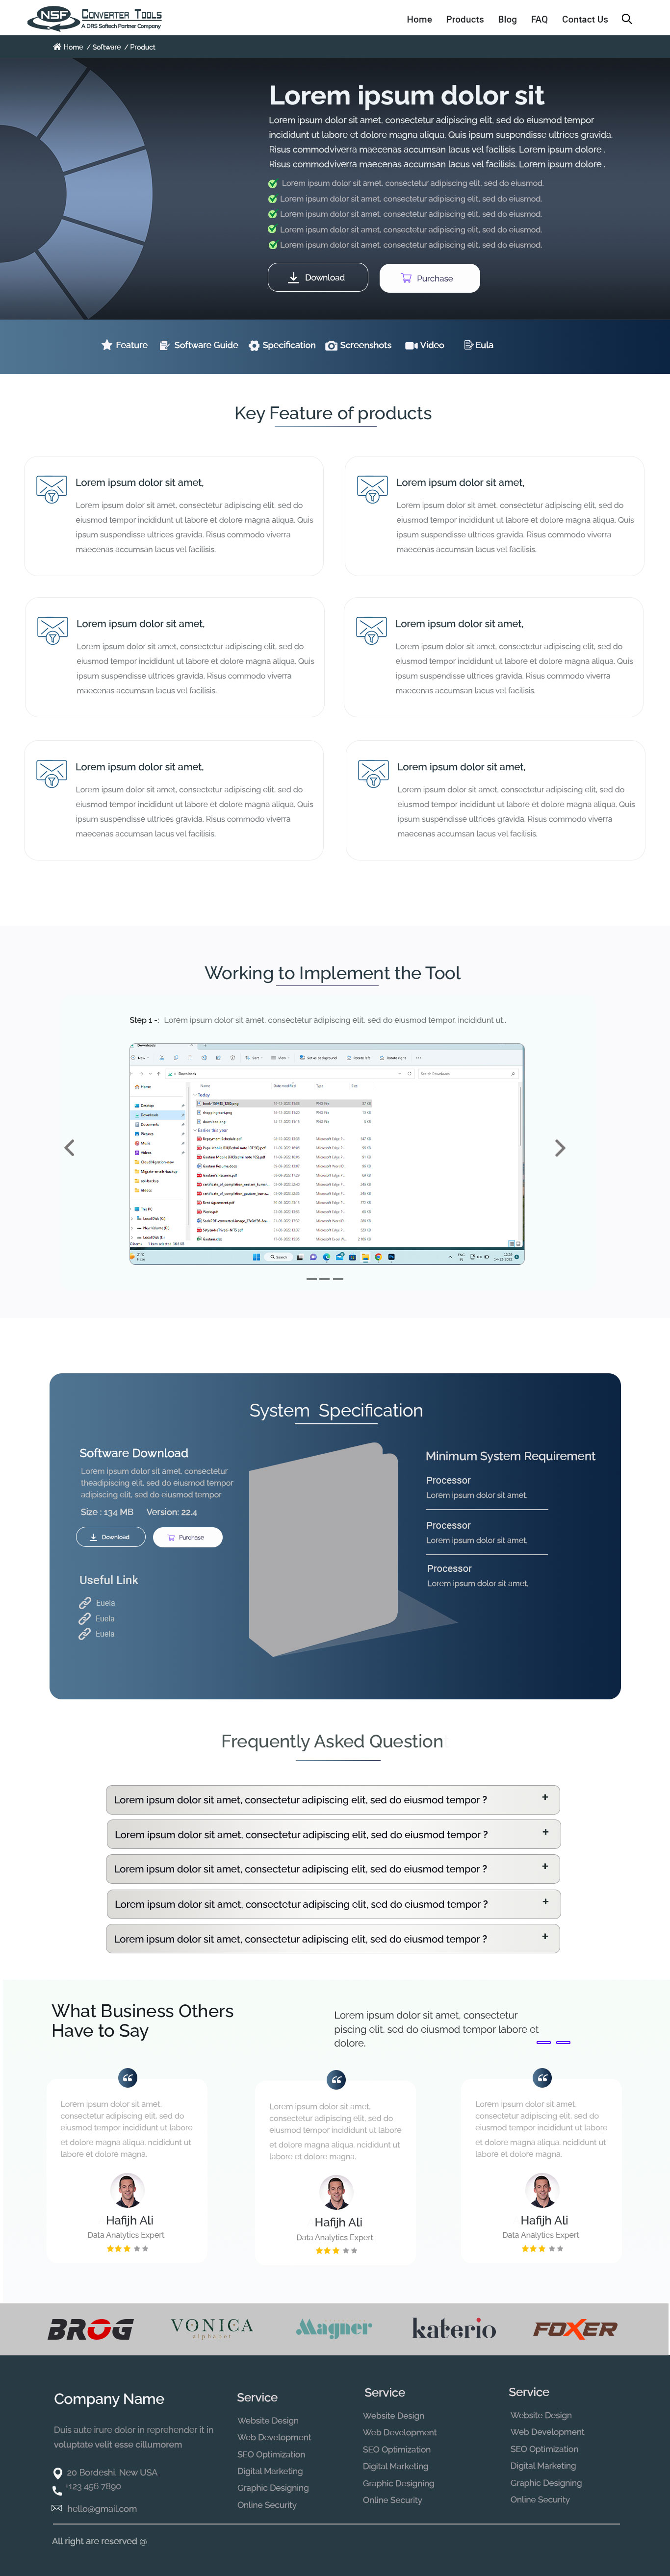 NSF CONVERTER TOOLS
A DRS Softech Partner Company
Home Products Blog FAQ Contact Us
Home / Software / Product
Lorem ipsum dolor sit
Lorem ipsum dolor sit amet, consectetur adipiscing elit, sed do eiusmod tempor
incididunt ut labore et dolore magna aliqua. Quis ipsum suspendisse ultrices gravida.
Risus commodviverra maecenas accumsan lacus vel facilisis. Lorem ipsum dolore .
Risus commodviverra maecenas accumsan lacus vel facilisis. Lorem ipsum dolore .
Lorem ipsum dolor sit amet, consectetur adipiscing elit, sed do eiusmod.
Lorem ipsum dolor sit amet, consectetur adipiscing elit, sed do eiusmod.
Lorem ipsum dolor sit amet, consectetur adipiscing elit, sed do eiusmod.
Lorem ipsum dolor sit amet, consectetur adipiscing elit, sed do eiusmod.
Lorem ipsum dolor sit amet, consectetur adipiscing elit, sed do eiusmod.
Download Purchase
Feature Software Guide Specification Screenshots Video Eula
Key Feature of products
Lorem ipsum dolor sit amet,
Lorem ipsum dolor sit amet, consectetur adipiscing elit, sed do
eiusmod tempor incididunt ut labore et dolore magna aliqua. Quis
ipsum suspendisse ultrices gravida. Risus commodo viverra
maecenas accumsan lacus vel facilisis.
Lorem ipsum dolor sit amet,
Lorem ipsum dolor sit amet, consectetur adipiscing elit, sed do
eiusmod tempor incididunt ut labore et dolore magna aliqua. Quis
ipsum suspendisse ultrices gravida. Risus commodo viverra
maecenas accumsan lacus vel facilisis.
Lorem ipsum dolor sit amet,
Lorem ipsum dolor sit amet, consectetur adipiscing elit, sed do
eiusmod tempor incididunt ut labore et dolore magna aliqua. Quis
ipsum suspendisse ultrices gravida. Risus commodo viverra
maecenas accumsan lacus vel facilisis.
Lorem ipsum dolor sit amet,
Lorem ipsum dolor sit amet, consectetur adipiscing elit, sed do
eiusmod tempor incididunt ut labore et dolore magna aliqua. Quis
ipsum suspendisse ultrices gravida. Risus commodo viverra
maecenas accumsan lacus vel facilisis.
Lorem ipsum dolor sit amet,
Lorem ipsum dolor sit amet, consectetur adipiscing elit, sed do
eiusmod tempor incididunt ut labore et dolore magna aliqua. Quis
ipsum suspendisse ultrices gravida. Risus commodo viverra
maecenas accumsan lacus vel facilisis.
Lorem ipsum dolor sit amet,
Lorem ipsum dolor sit amet, consectetur adipiscing elit, sed do
eiusmod tempor incididunt ut labore et dolore magna aliqua. Quis
ipsum suspendisse ultrices gravida. Risus commodo viverra
maecenas accumsan lacus vel facilisis.
Working to Implement the Tool
Step 1 -: Lorem ipsum dolor sit amet, consectetur adipiscing elit, sed do eiusmod tempor, incididunt ut..
Downloads
New Sort View Set as background Rotate left Rotate right
Downloads Search Downloads
Home
Desktop
Downloads
Documents
Pictures
Music
Videos
This PC
Name Date modified Type Size
Today
Earlier this year
Search
System Specification
Software Download
Lorem ipsum dolor sit amet, consectetur
theadipiscing elit, sed do eiusmod tempor
adipiscing elit, sed do eiusmod tempor
Size : 134 MB Version: 22.4
Download Purchase
Useful Link
Euela
Euela
Euela
Minimum System Requirement
Processor
Lorem ipsum dolor sit amet,
Processor
Lorem ipsum dolor sit amet,
Processor
Lorem ipsum dolor sit amet,
Frequently Asked Question
Lorem ipsum dolor sit amet, consectetur adipiscing elit, sed do eiusmod tempor ? +
Lorem ipsum dolor sit amet, consectetur adipiscing elit, sed do eiusmod tempor ? +
Lorem ipsum dolor sit amet, consectetur adipiscing elit, sed do eiusmod tempor ? +
Lorem ipsum dolor sit amet, consectetur adipiscing elit, sed do eiusmod tempor ? +
Lorem ipsum dolor sit amet, consectetur adipiscing elit, sed do eiusmod tempor ? +
What Business Others
Have to Say
Lorem ipsum dolor sit amet, consectetur
piscing elit, sed do eiusmod tempor labore et
dolore.
Lorem ipsum dolor sit amet,
consectetur adipiscing elit, sed do
eiusmod tempor incididunt ut labore
et dolore magna aliqua, ncididunt ut
labore et dolore magna.
Hafijh Ali
Data Analytics Expert
Lorem ipsum dolor sit amet,
consectetur adipiscing elit, sed do
eiusmod tempor incididunt ut labore
et dolore magna aliqua, ncididunt ut
labore et dolore magna.
Hafijh Ali
Data Analytics Expert
Lorem ipsum dolor sit amet,
consectetur adipiscing elit, sed do
eiusmod tempor incididunt ut labore
et dolore magna aliqua, ncididunt ut
labore et dolore magna.
Hafijh Ali
Data Analytics Expert
BROG
VONICA
alphabet
Magner
katerio
FOXER
Company Name
Duis aute irure dolor in reprehender it in
voluptate velit esse cillumorem
20 Bordeshi, New USA
+123 456 7890
hello@gmail.com
Service
Website Design
Web Development
SEO Optimization
Digital Marketing
Graphic Designing
Online Security
Service
Website Design
Web Development
SEO Optimization
Digital Marketing
Graphic Designing
Online Security
Service
Website Design
Web Development
SEO Optimization
Digital Marketing
Graphic Designing
Online Security
All right are reserved @